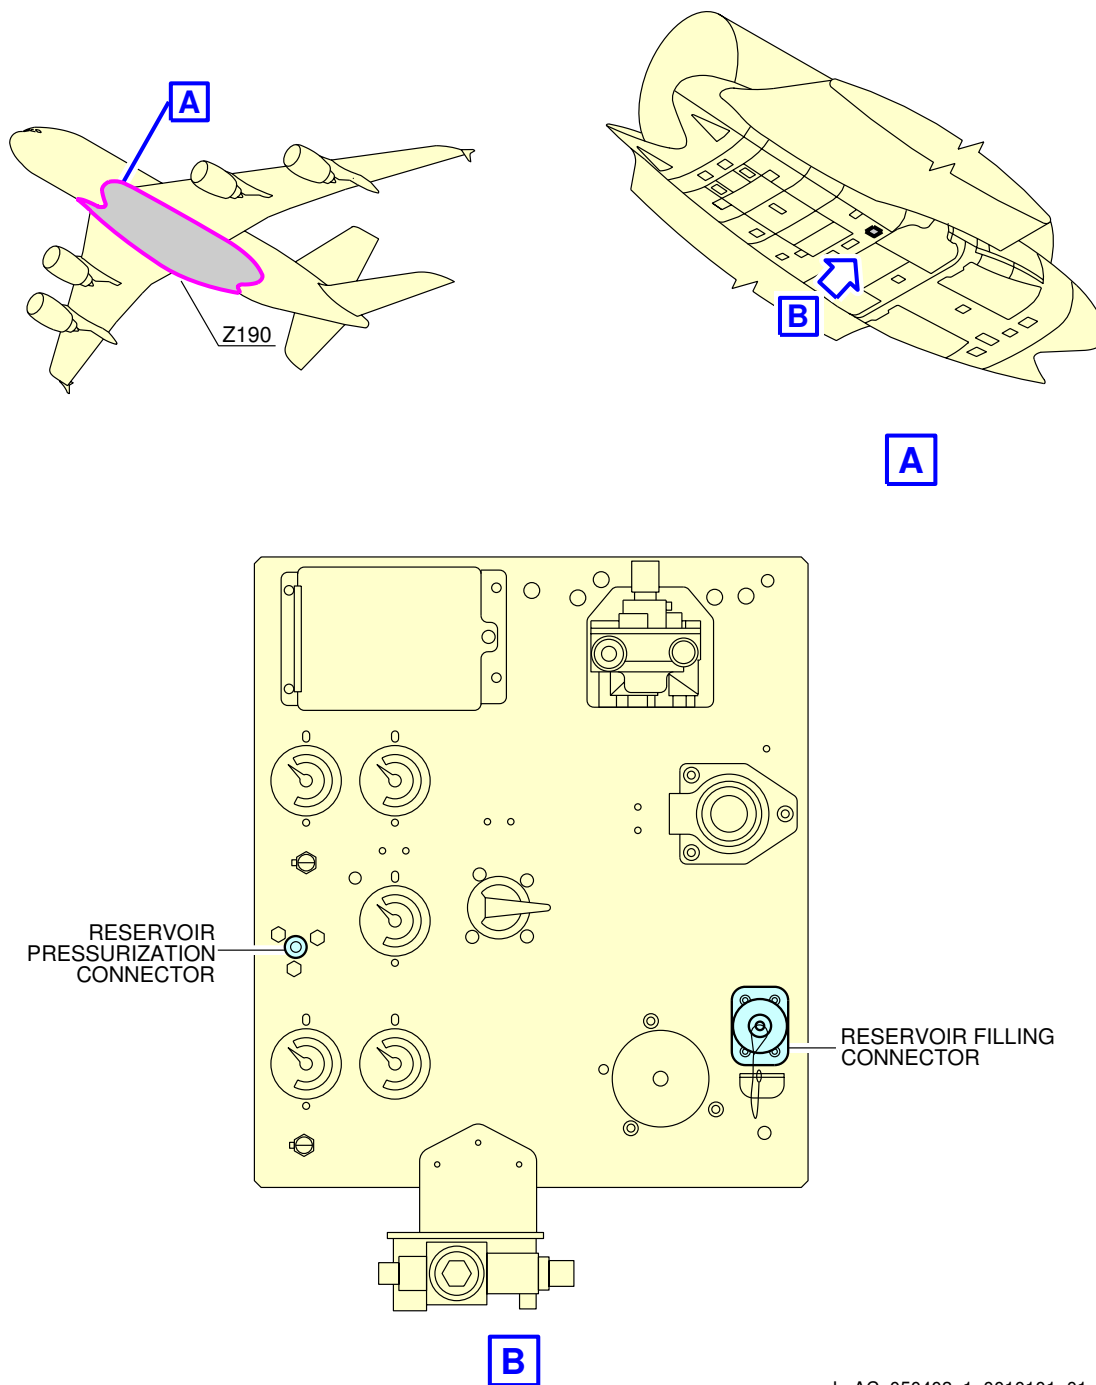 A
Z190
B
A
RESERVOIR
PRESSURIZATION
CONNECTOR
RESERVOIR FILLING
CONNECTOR
B